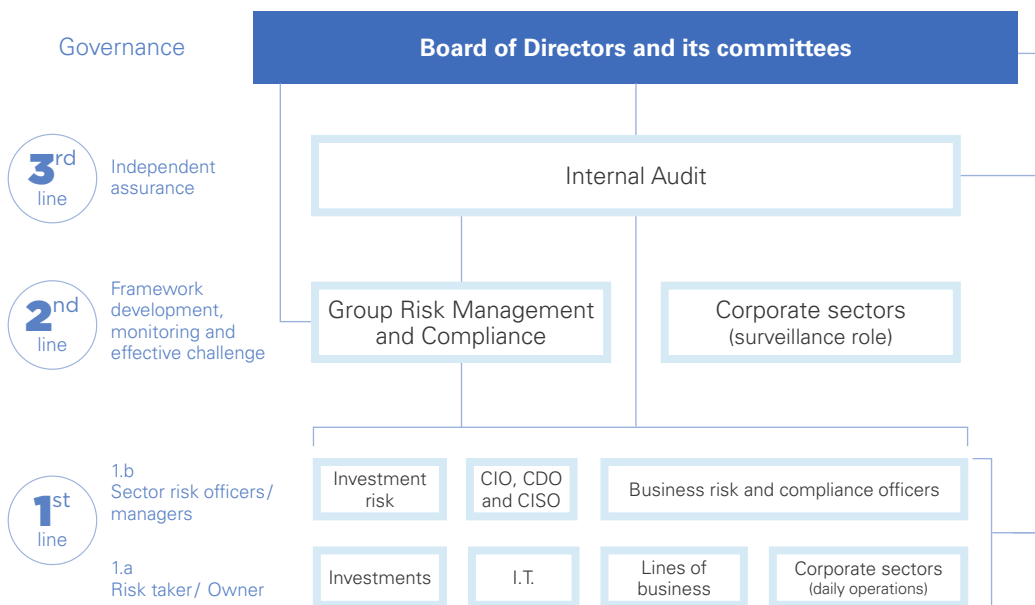 Governance
Board of Directors and its committees
3rd
line
Independent
assurance
Internal Audit
2nd
line
Framework
development,
monitoring and
effective challenge
Group Risk Management
and Compliance
Corporate sectors
(surveillance role)
1st
line
1.b
Sector risk officers/
managers
Investment
risk
CIO, CDO
and CISO
Business risk and compliance officers
1.a
Risk taker/ Owner
Investments
I.T.
Lines of
business
Corporate sectors
(daily operations)